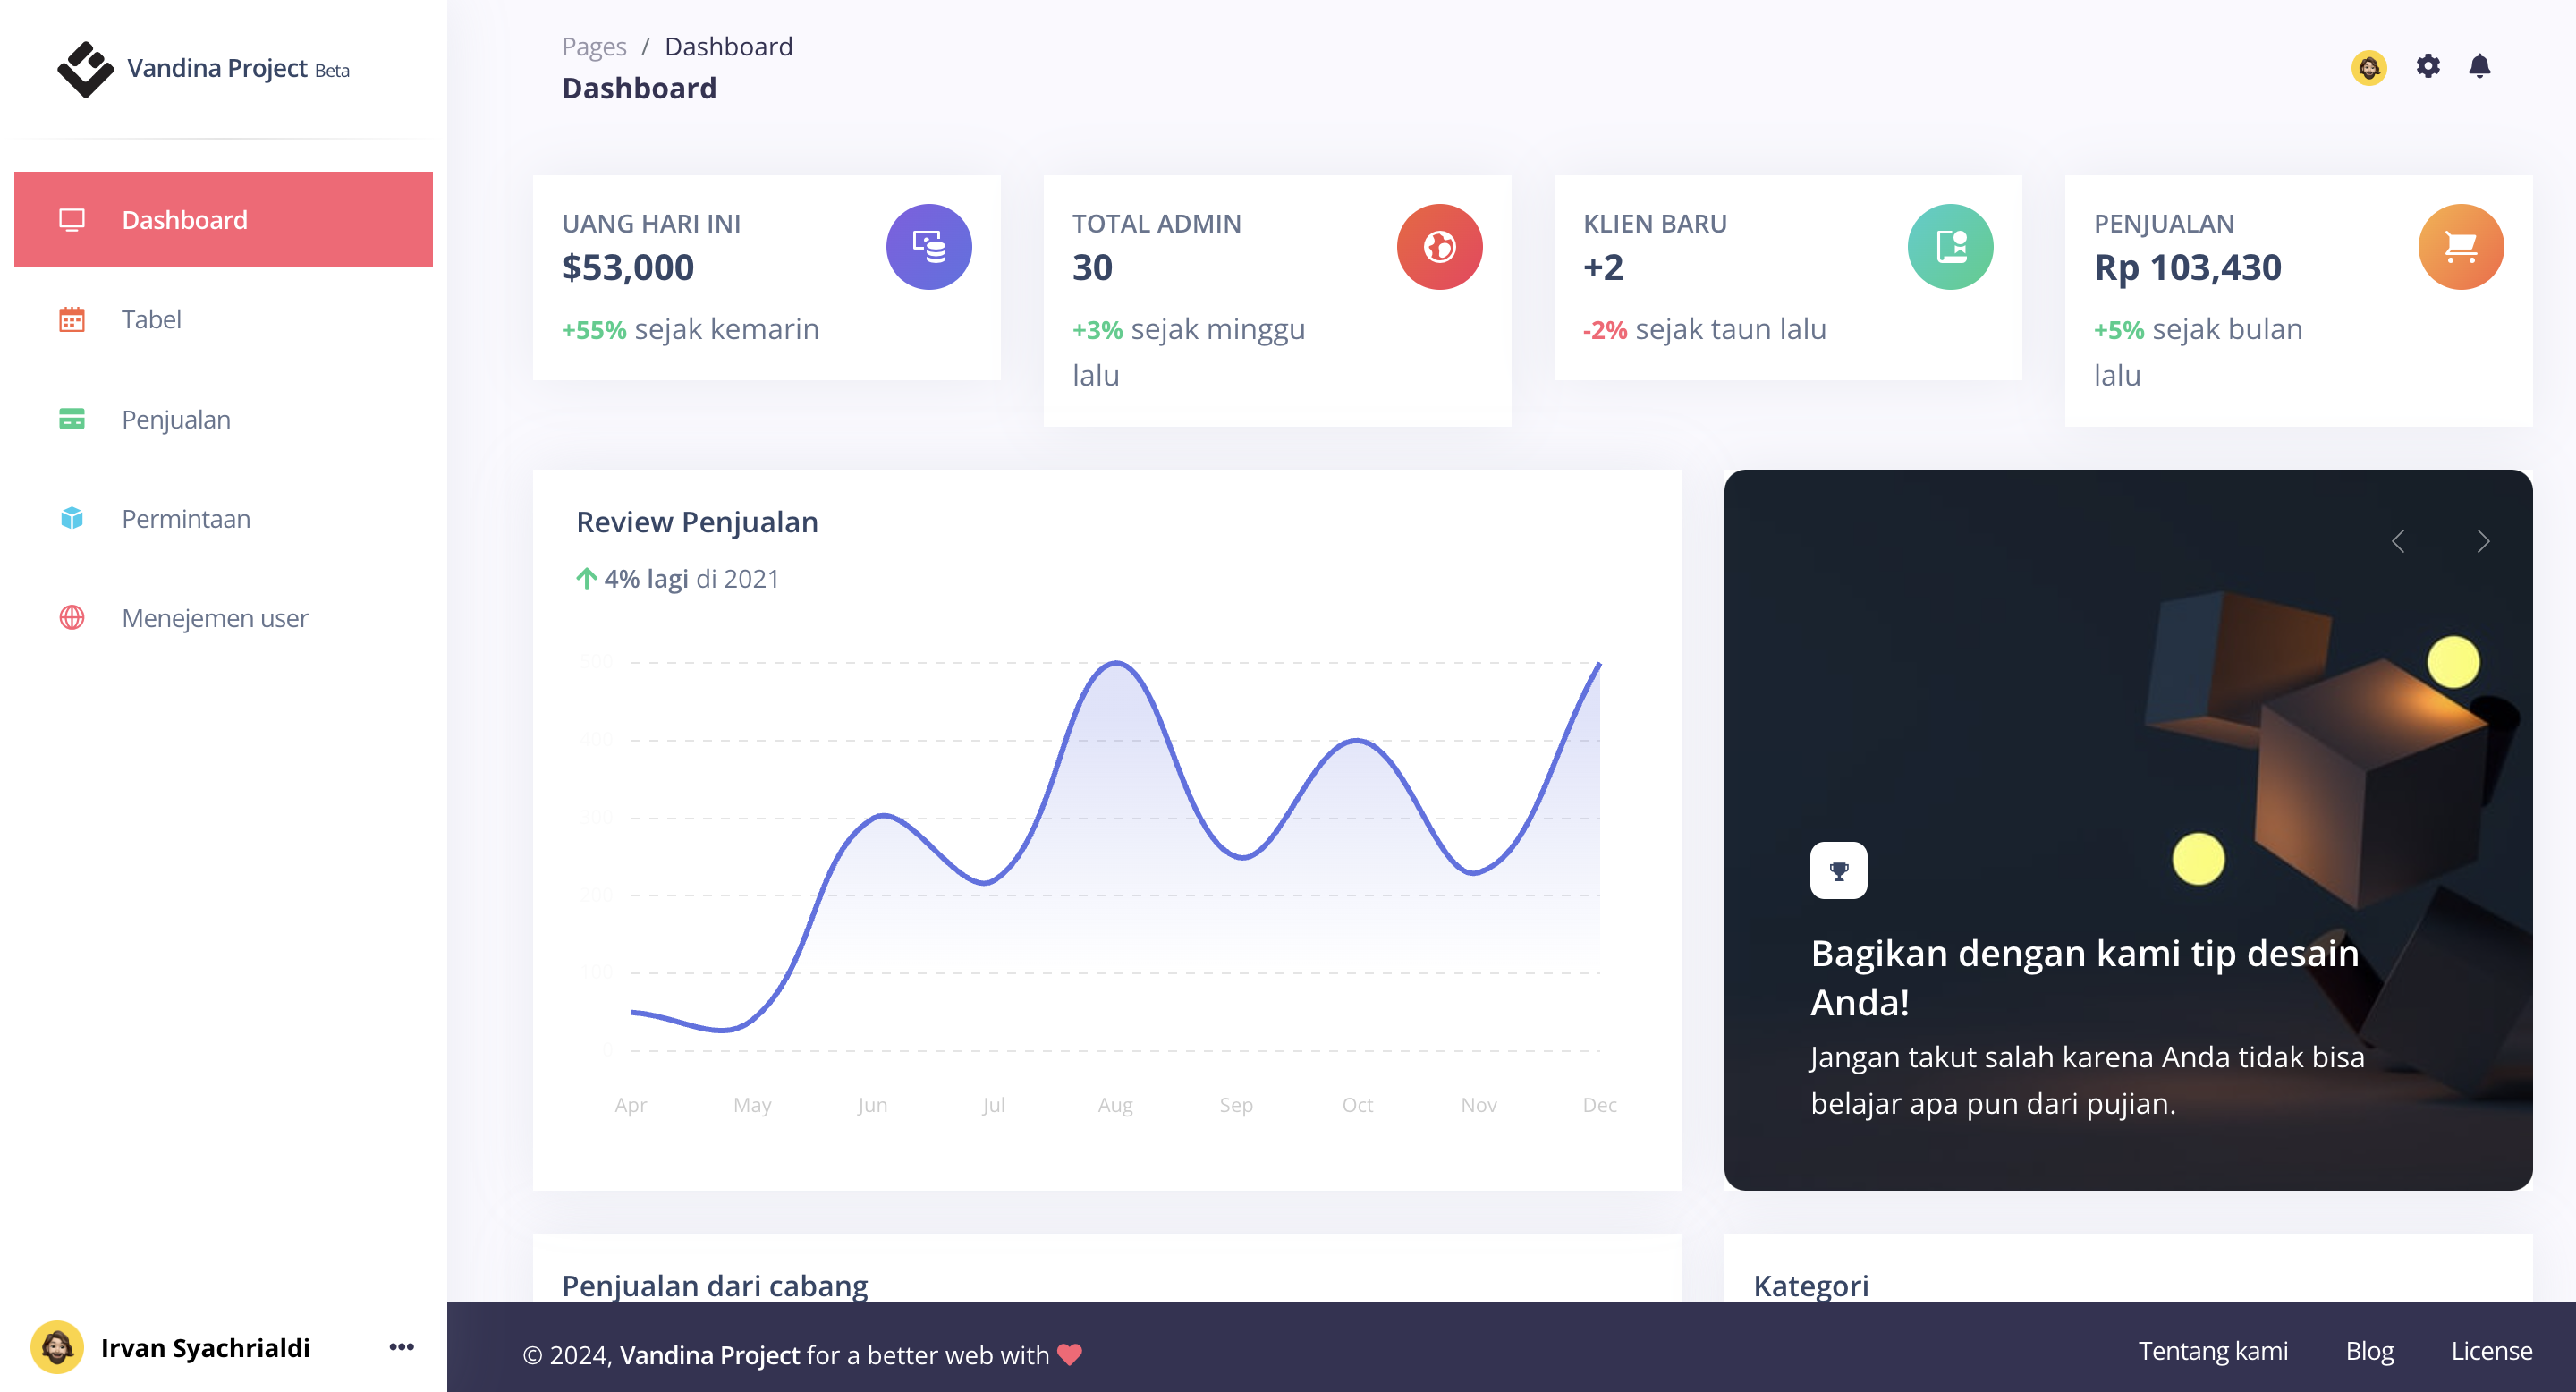 Vandina Project Beta
Dashboard
Tabel
Penjualan
Permintaan
Menejemen user
Irvan Syachrialdi
Pages / Dashboard
Dashboard
UANG HARI INI
$53,000
+55% sejak kemarin
TOTAL ADMIN
30
+3% sejak minggu
lalu
KLIEN BARU
+2
-2% sejak taun lalu
PENJUALAN
Rp 103,430
+5% sejak bulan
lalu
Review Penjualan
4% lagi di 2021
500
400
300
200
100
0
Apr May Jun Jul Aug Sep Oct Nov Dec
Bagikan dengan kami tip desain
Anda!
Jangan takut salah karena Anda tidak bisa
belajar apa pun dari pujian.
Penjualan dari cabang
Kategori
© 2024, Vandina Project for a better web with
Tentang kami Blog License